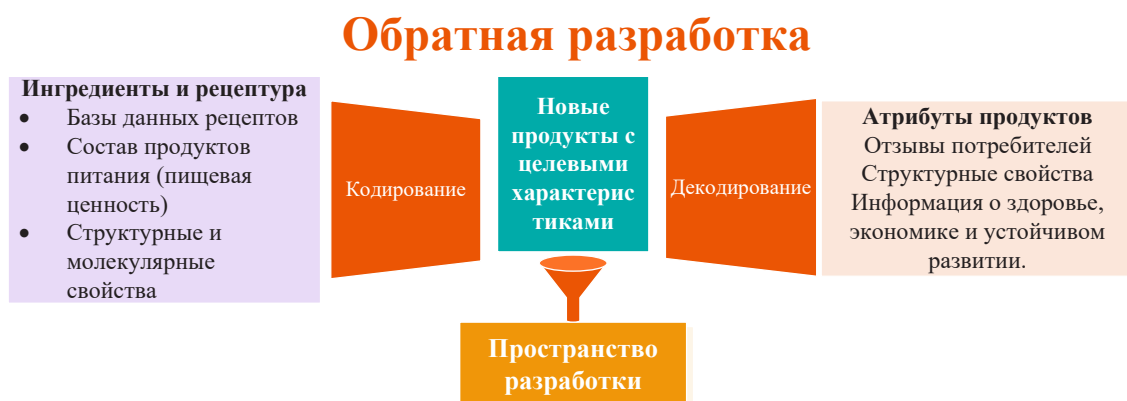 Обратная разработка
Ингредиенты и рецептура
• Базы данных рецептов
• Состав продуктов
питания (пищевая
ценность)
• Структурные и
молекулярные
свойства
Кодирование
Новые
продукты с
целевыми
характерис
тиками
Декодирование
Атрибуты продуктов
Отзывы потребителей
Структурные свойства
Информация о здоровье,
экономике и устойчивом
развитии.
Пространство
разработки